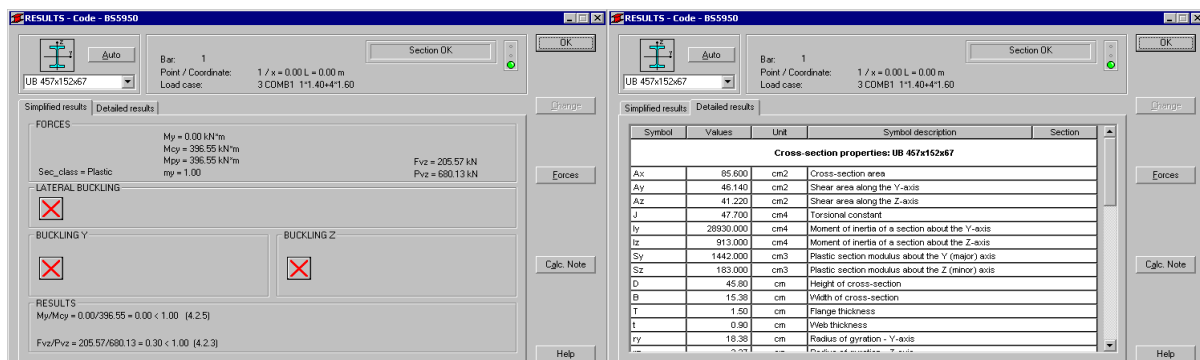 RESULTS - Code - BS5950
Auto
UB 457x152x67
Bar: 1
Point / Coordinate: 1 / x = 0.00 L = 0.00 m
Load case: 3 COMB1 1*1.40+4*1.60
Section OK
OK
Change
Forces
Calc. Note
Help
Simplified results Detailed results
FORCES
My = 0.00 kN*m
Mcy = 396.55 kN*m
Mpy = 396.55 kN*m Fvz = 205.57 kN
Sec_class = Plastic my = 1.00 Pvz = 680.13 kN
LATERAL BUCKLING
BUCKLING Y BUCKLING Z
RESULTS
My/Mcy = 0.00/396.55 = 0.00 < 1.00 (4.2.5)
Fvz/Pvz = 205.57/680.13 = 0.30 < 1.00 (4.2.3)
RESULTS - Code - BS5950
Auto
UB 457x152x67
Bar: 1
Point / Coordinate: 1 / x = 0.00 L = 0.00 m
Load case: 3 COMB1 1*1.40+4*1.60
Section OK
OK
Change
Forces
Calc. Note
Help
Simplified results Detailed results
Symbol Values Unit Symbol description Section
Cross-section properties: UB 457x152x67
Ax 85.600 cm2 Cross-section area
Ay 46.140 cm2 Shear area along the Y-axis
Az 41.220 cm2 Shear area along the Z-axis
J 47.700 cm4 Torsional constant
Iy 28930.000 cm4 Moment of inertia of a section about the Y-axis
Iz 913.000 cm4 Moment of inertia of a section about the Z-axis
Sy 1442.000 cm3 Plastic section modulus about the Y (major) axis
Sz 183.000 cm3 Plastic section modulus about the Z (minor) axis
D 45.80 cm Height of cross-section
B 15.38 cm Width of cross-section
T 1.50 cm Flange thickness
t 0.90 cm Web thickness
ry 18.38 cm Radius of gyration - Y-axis